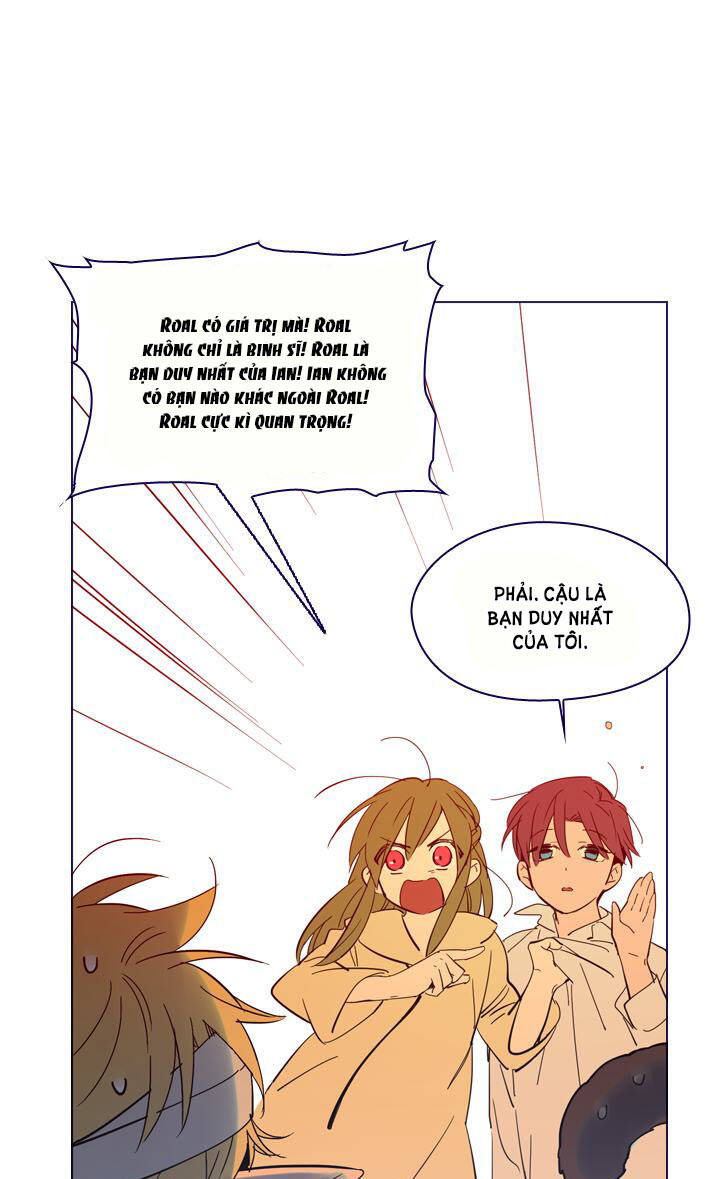 Roal có giá trị mà! Roal
không chỉ là binh sĩ! Roal là
bạn duy nhất của Ian! Ian không
có bạn nào khác ngoài Roal!
Roal cực kì quan trọng!
PHẢI. CẬU LÀ
BẠN DUY NHẤT
CỦA TÔI.